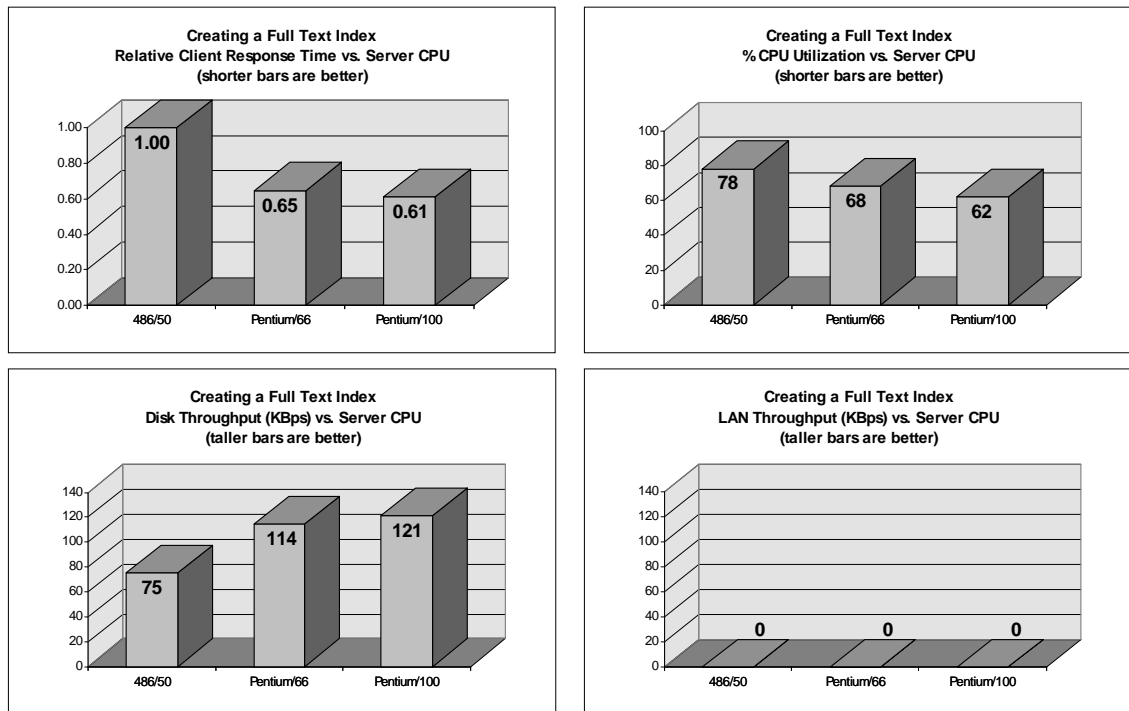 Creating a Full Text Index
Relative Client Response Time vs. Server CPU
(shorter bars are better)
1.00
0.80
0.60
0.40
0.20
0.00
1.00
0.65
0.61
486/50
Pentium/66
Pentium/100
Creating a Full Text Index
% CPU Utilization vs. Server CPU
(shorter bars are better)
100
80
60
40
20
0
78
68
62
486/50
Pentium/66
Pentium/100
Creating a Full Text Index
Disk Throughput (KBps) vs. Server CPU
(taller bars are better)
140
120
100
80
60
40
20
0
75
114
121
486/50
Pentium/66
Pentium/100
Creating a Full Text Index
LAN Throughput (KBps) vs. Server CPU
(taller bars are better)
140
120
100
80
60
40
20
0
0
0
0
486/50
Pentium/66
Pentium/100